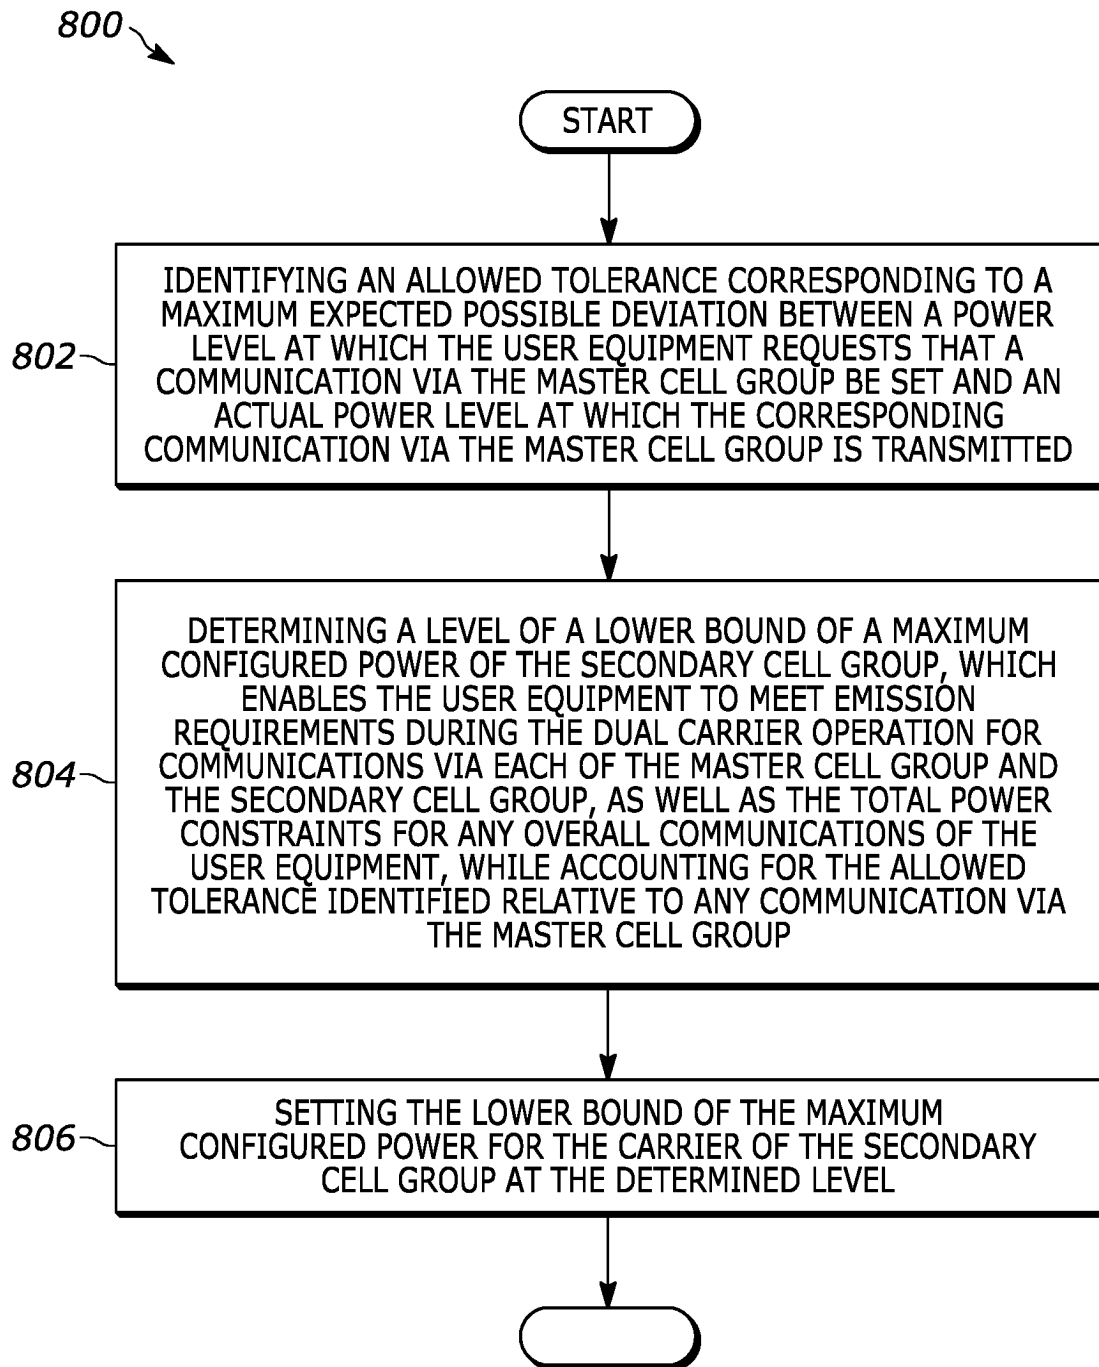 800
START
802
IDENTIFYING AN ALLOWED TOLERANCE CORRESPONDING TO A
MAXIMUM EXPECTED POSSIBLE DEVIATION BETWEEN A POWER
LEVEL AT WHICH THE USER EQUIPMENT REQUESTS THAT A
COMMUNICATION VIA THE MASTER CELL GROUP BE SET AND AN
ACTUAL POWER LEVEL AT WHICH THE CORRESPONDING
COMMUNICATION VIA THE MASTER CELL GROUP IS TRANSMITTED
804
DETERMINING A LEVEL OF A LOWER BOUND OF A MAXIMUM
CONFIGURED POWER OF THE SECONDARY CELL GROUP, WHICH
ENABLES THE USER EQUIPMENT TO MEET EMISSION
REQUIREMENTS DURING THE DUAL CARRIER OPERATION FOR
COMMUNICATIONS VIA EACH OF THE MASTER CELL GROUP AND
THE SECONDARY CELL GROUP, AS WELL AS THE TOTAL POWER
CONSTRAINTS FOR ANY OVERALL COMMUNICATIONS OF THE
USER EQUIPMENT, WHILE ACCOUNTING FOR THE ALLOWED
TOLERANCE IDENTIFIED RELATIVE TO ANY COMMUNICATION VIA
THE MASTER CELL GROUP
806
SETTING THE LOWER BOUND OF THE MAXIMUM
CONFIGURED POWER FOR THE CARRIER OF THE SECONDARY
CELL GROUP AT THE DETERMINED LEVEL